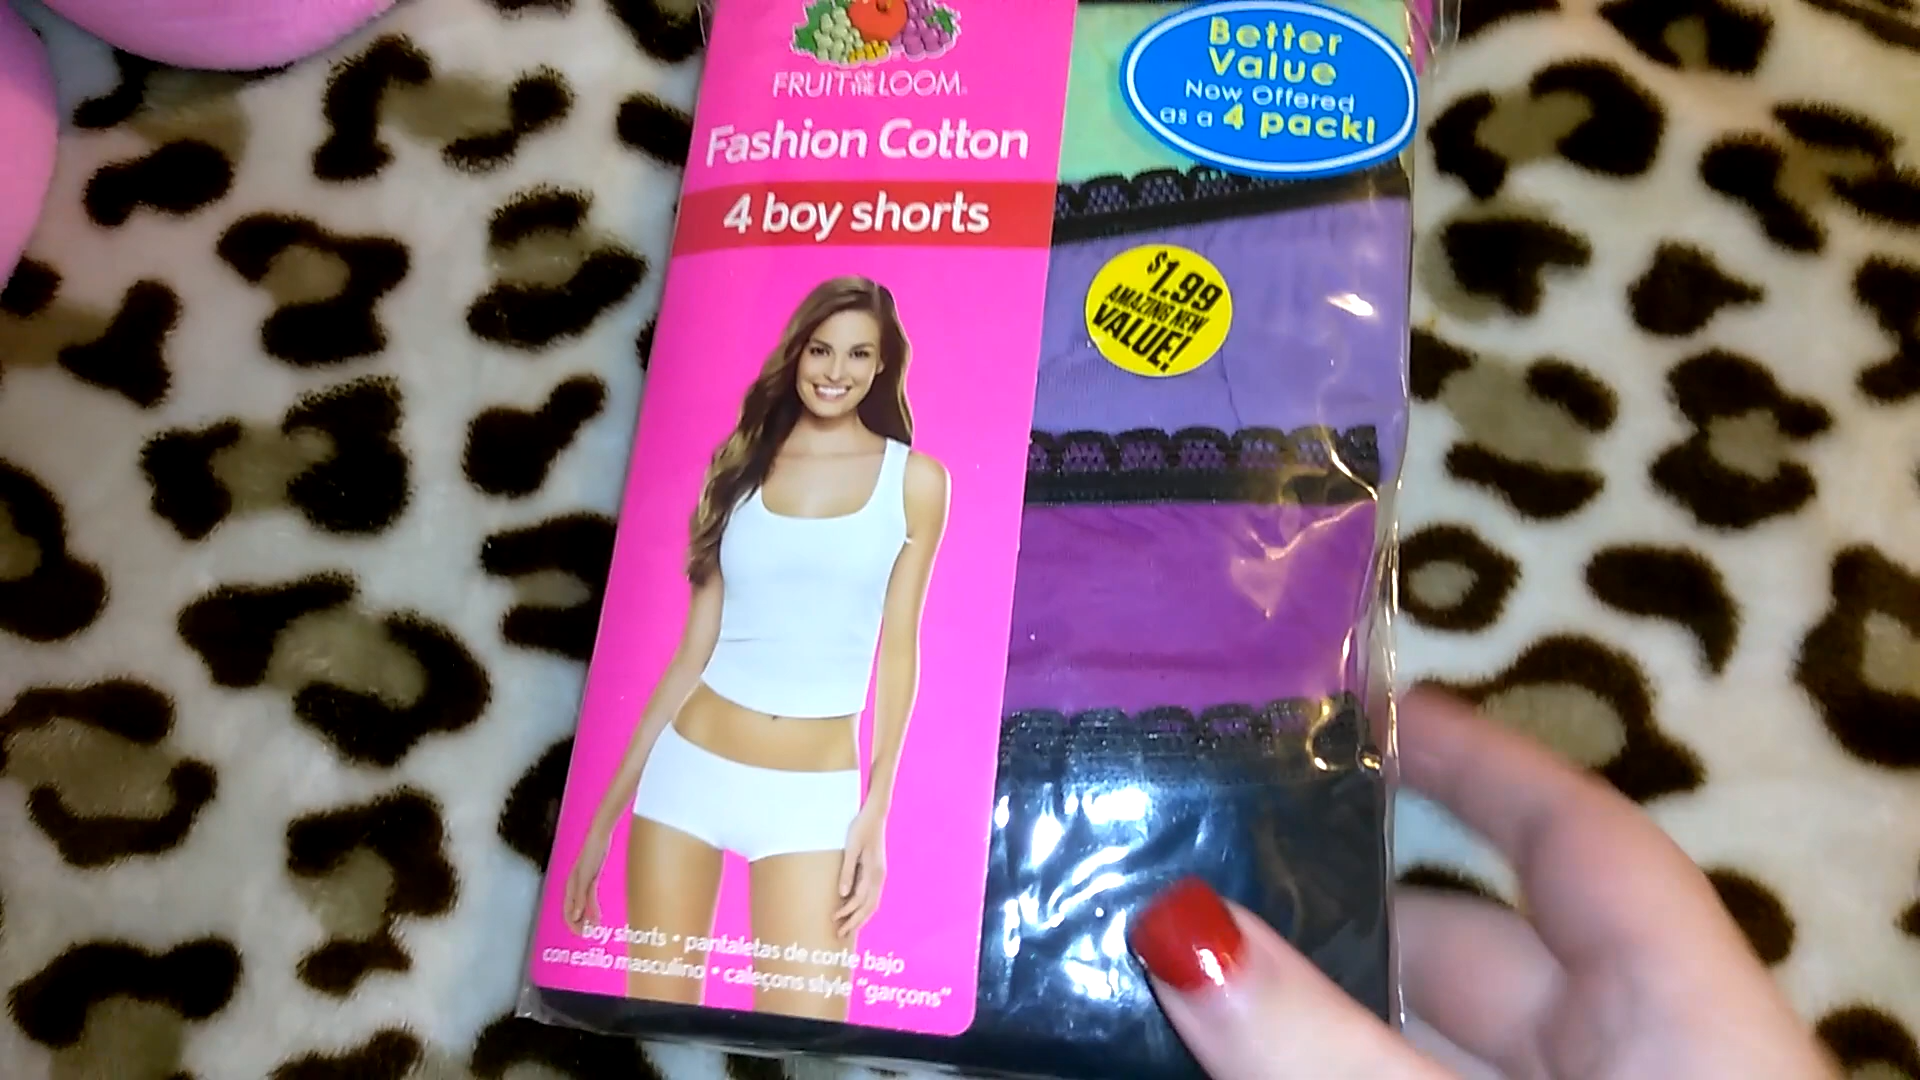 FRUIT OF THE LOOM®
Fashion Cotton
4 boy shorts
boy shorts • pantaletas de corte bajo
con estilo masculino • caleçons style "garçons"
Better
Value
Now Offered
as a 4 pack!
$1.99
AMAZING NEW
VALUE!